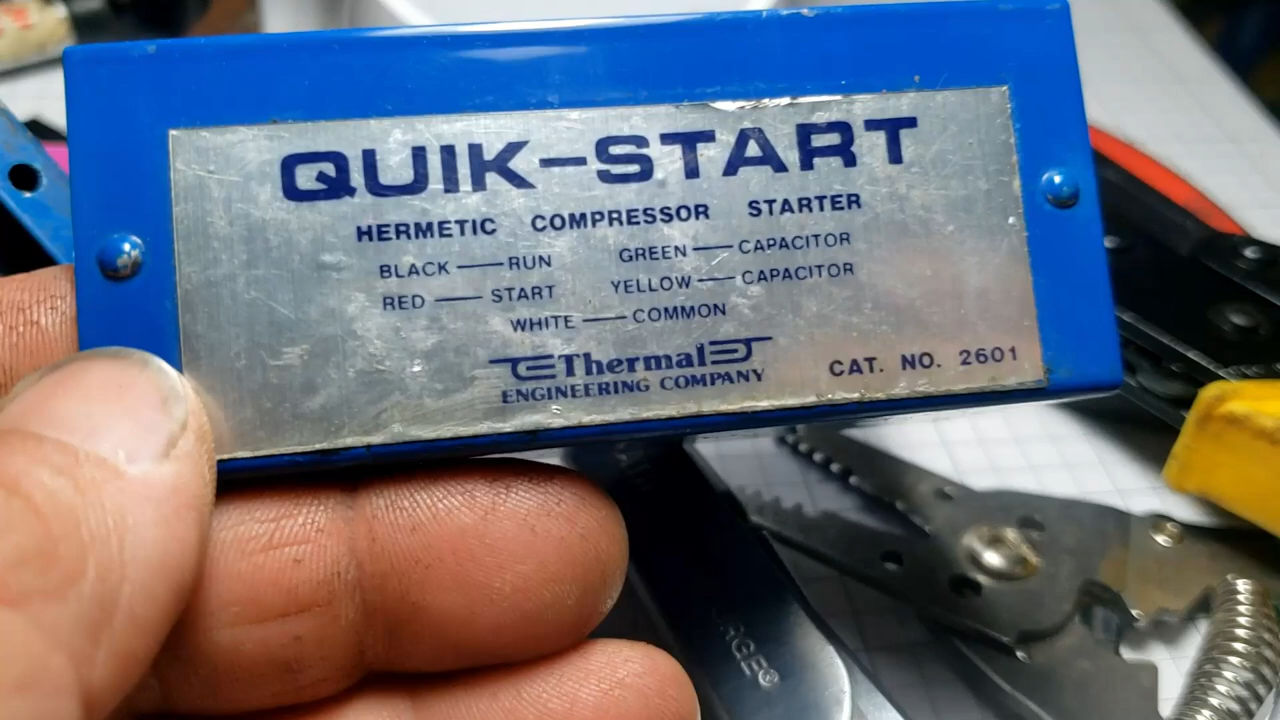 QUIK-START
HERMETIC COMPRESSOR STARTER
BLACK — RUN GREEN — CAPACITOR
RED — START YELLOW — CAPACITOR
WHITE — COMMON
Thermal
ENGINEERING COMPANY
CAT. NO. 2601